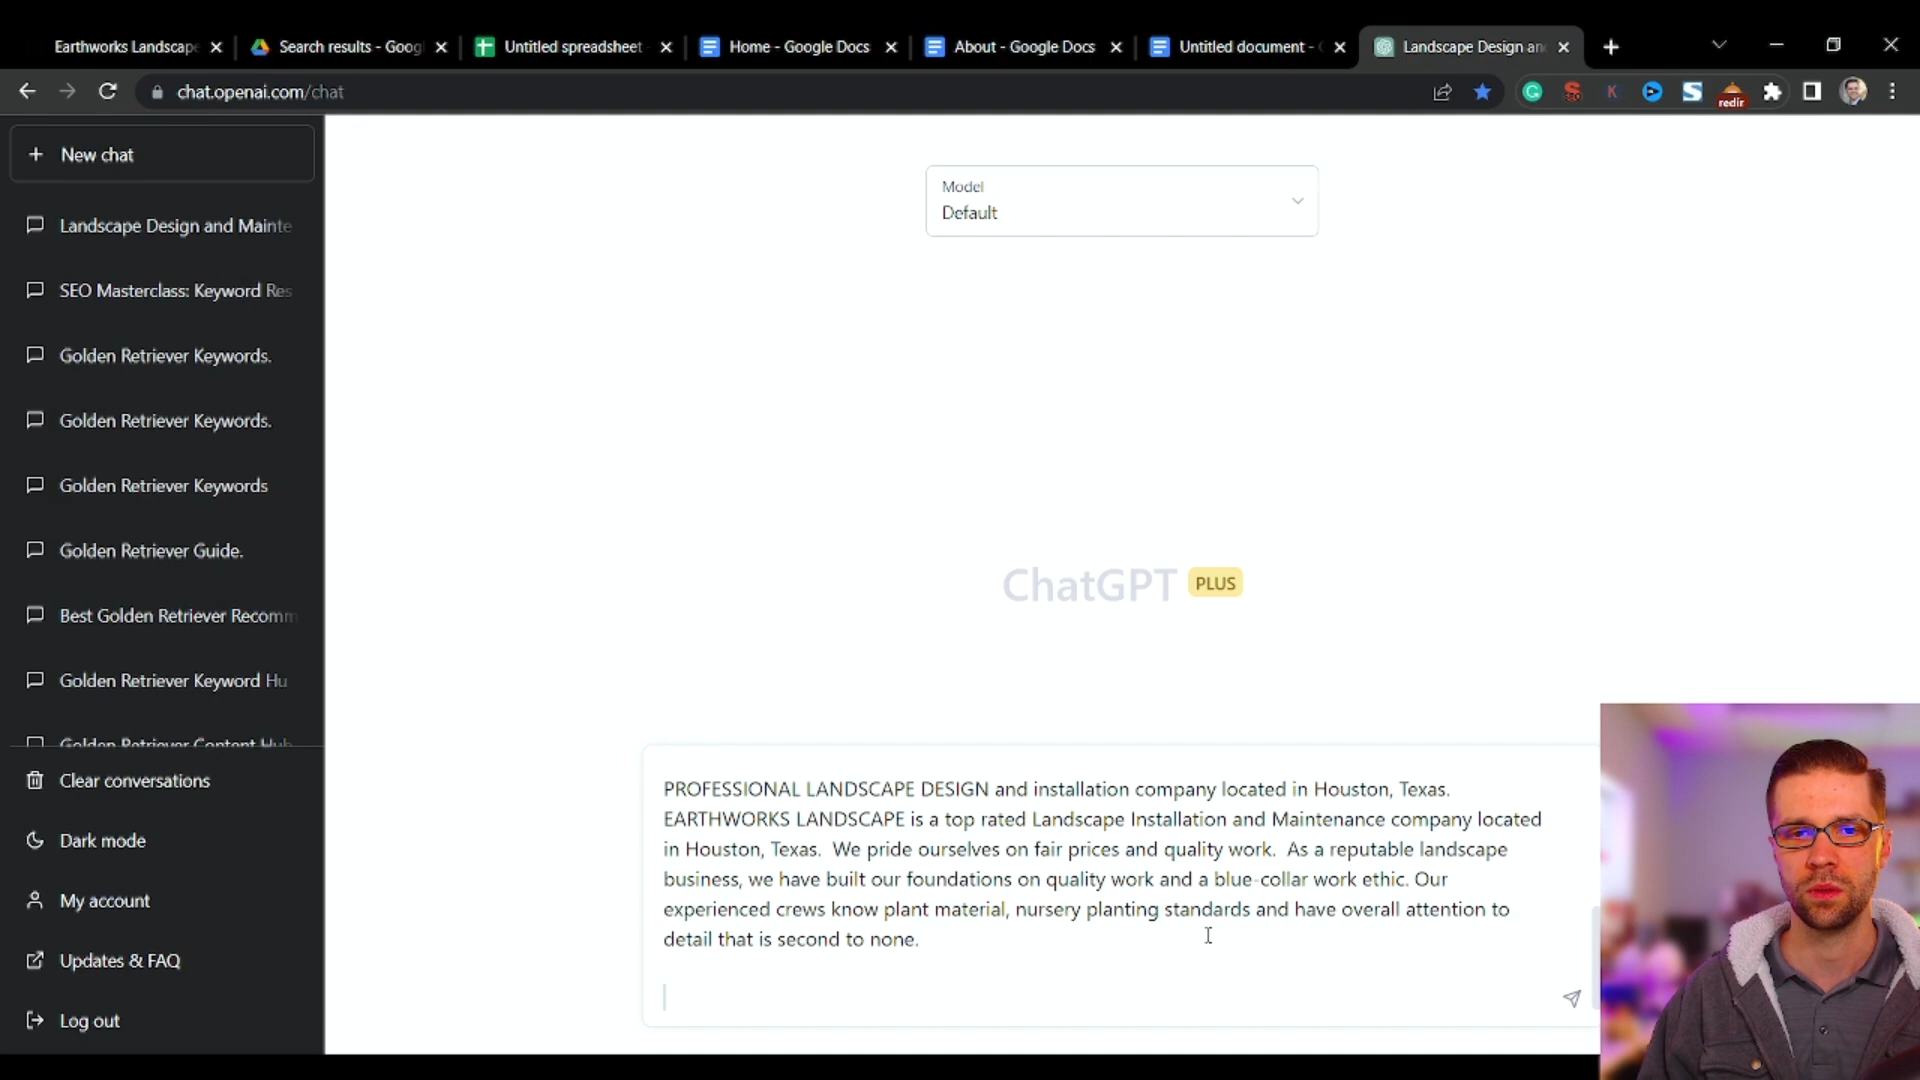 Earthworks Landscape
Search results - Goog
Untitled spreadsheet
Home - Google Docs
About - Google Docs
Untitled document -
Landscape Design an
chat.openai.com/chat
redir
New chat
Landscape Design and Mainte
SEO Masterclass: Keyword Res
Golden Retriever Keywords.
Golden Retriever Keywords.
Golden Retriever Keywords
Golden Retriever Guide.
Best Golden Retriever Recomm
Golden Retriever Keyword Hu
Golden Retriever Content Hub
Clear conversations
Dark mode
My account
Updates & FAQ
Log out
Model
Default
ChatGPT PLUS
PROFESSIONAL LANDSCAPE DESIGN and installation company located in Houston, Texas.
EARTHWORKS LANDSCAPE is a top rated Landscape Installation and Maintenance company located
in Houston, Texas.  We pride ourselves on fair prices and quality work.  As a reputable landscape
business, we have built our foundations on quality work and a blue-collar work ethic. Our
experienced crews know plant material, nursery planting standards and have overall attention to
detail that is second to none.